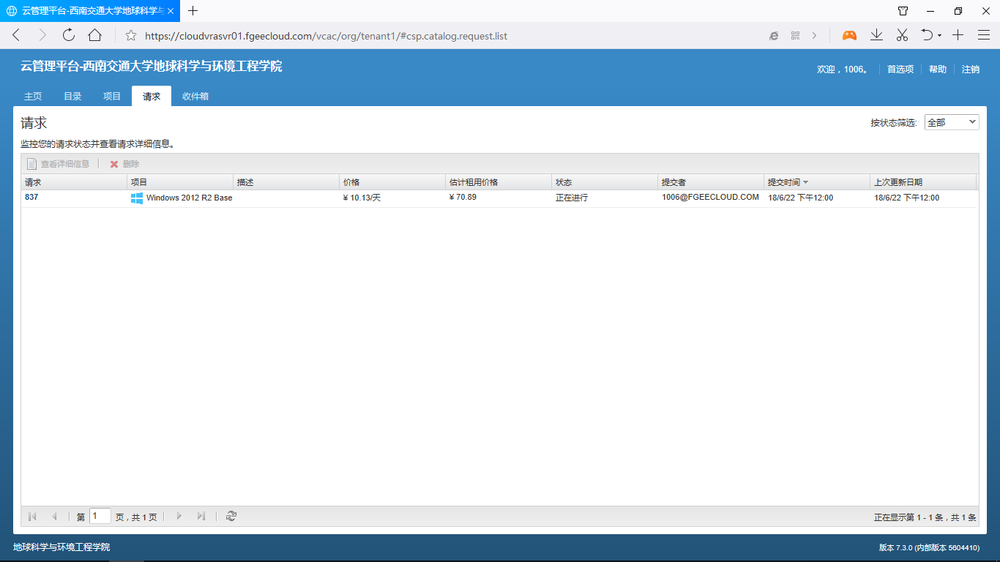 云管理平台-西南交通大学地球科学与
https://cloudvrasvr01.fgeecloud.com/vcac/org/tenant1/#csp.catalog.request.list
云管理平台-西南交通大学地球科学与环境工程学院
欢迎，1006。 首选项 帮助 注销
主页 目录 项目 请求 收件箱
请求
按状态筛选: 全部
监控您的请求状态并查看请求详细信息。
查看详细信息 删除
请求 项目 描述 价格 估计租用价格 状态 提交者 提交时间 上次更新日期
837 Windows 2012 R2 Base ¥ 10.13/天 ¥ 70.89 正在进行 1006@FGEECLOUD.COM 18/6/22 下午12:00 18/6/22 下午12:00
第 1 页，共 1 页 正在显示第 1 - 1 条，共 1 条
地球科学与环境工程学院 版本 7.3.0 (内部版本 5604410)